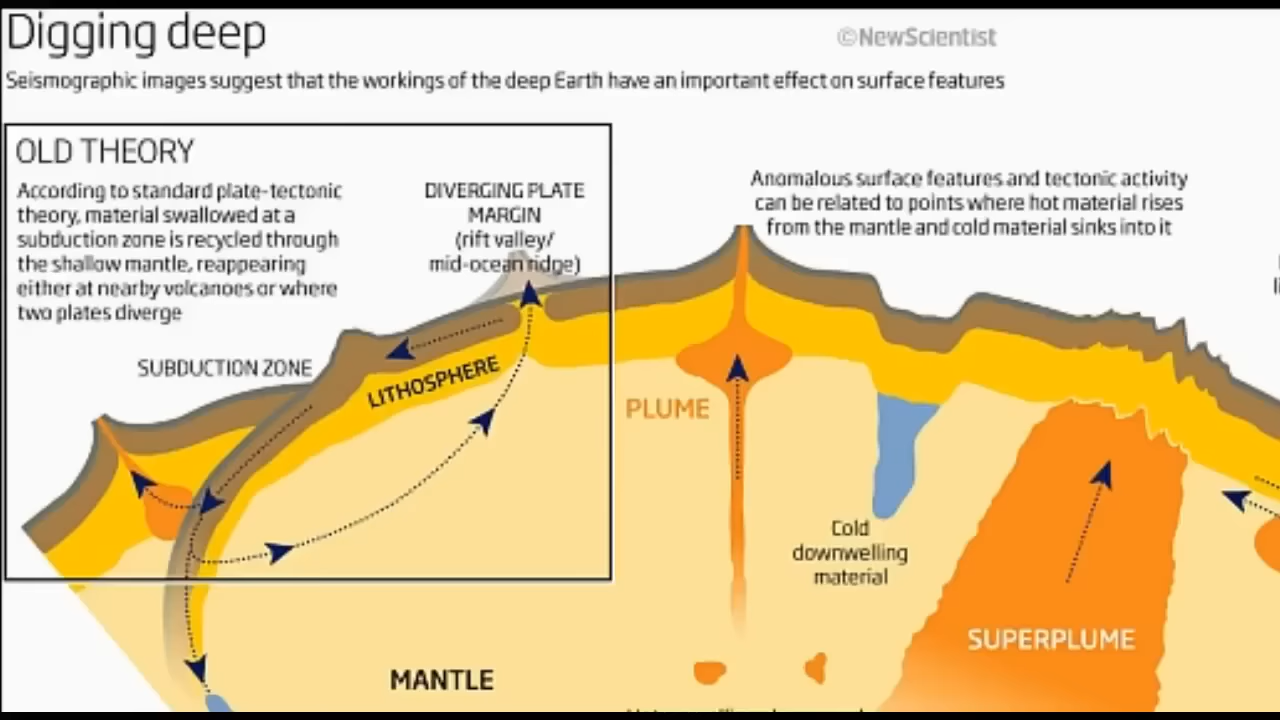 Digging deep
©NewScientist
Seismographic images suggest that the workings of the deep Earth have an important effect on surface features
OLD THEORY
According to standard plate-tectonic
theory, material swallowed at a
subduction zone is recycled through
the shallow mantle, reappearing
either at nearby volcanoes or where
two plates diverge
DIVERGING PLATE
MARGIN
(rift valley/
mid-ocean ridge)
Anomalous surface features and tectonic activity
can be related to points where hot material rises
from the mantle and cold material sinks into it
SUBDUCTION ZONE
LITHOSPHERE
PLUME
Cold
downwelling
material
SUPERPLUME
MANTLE